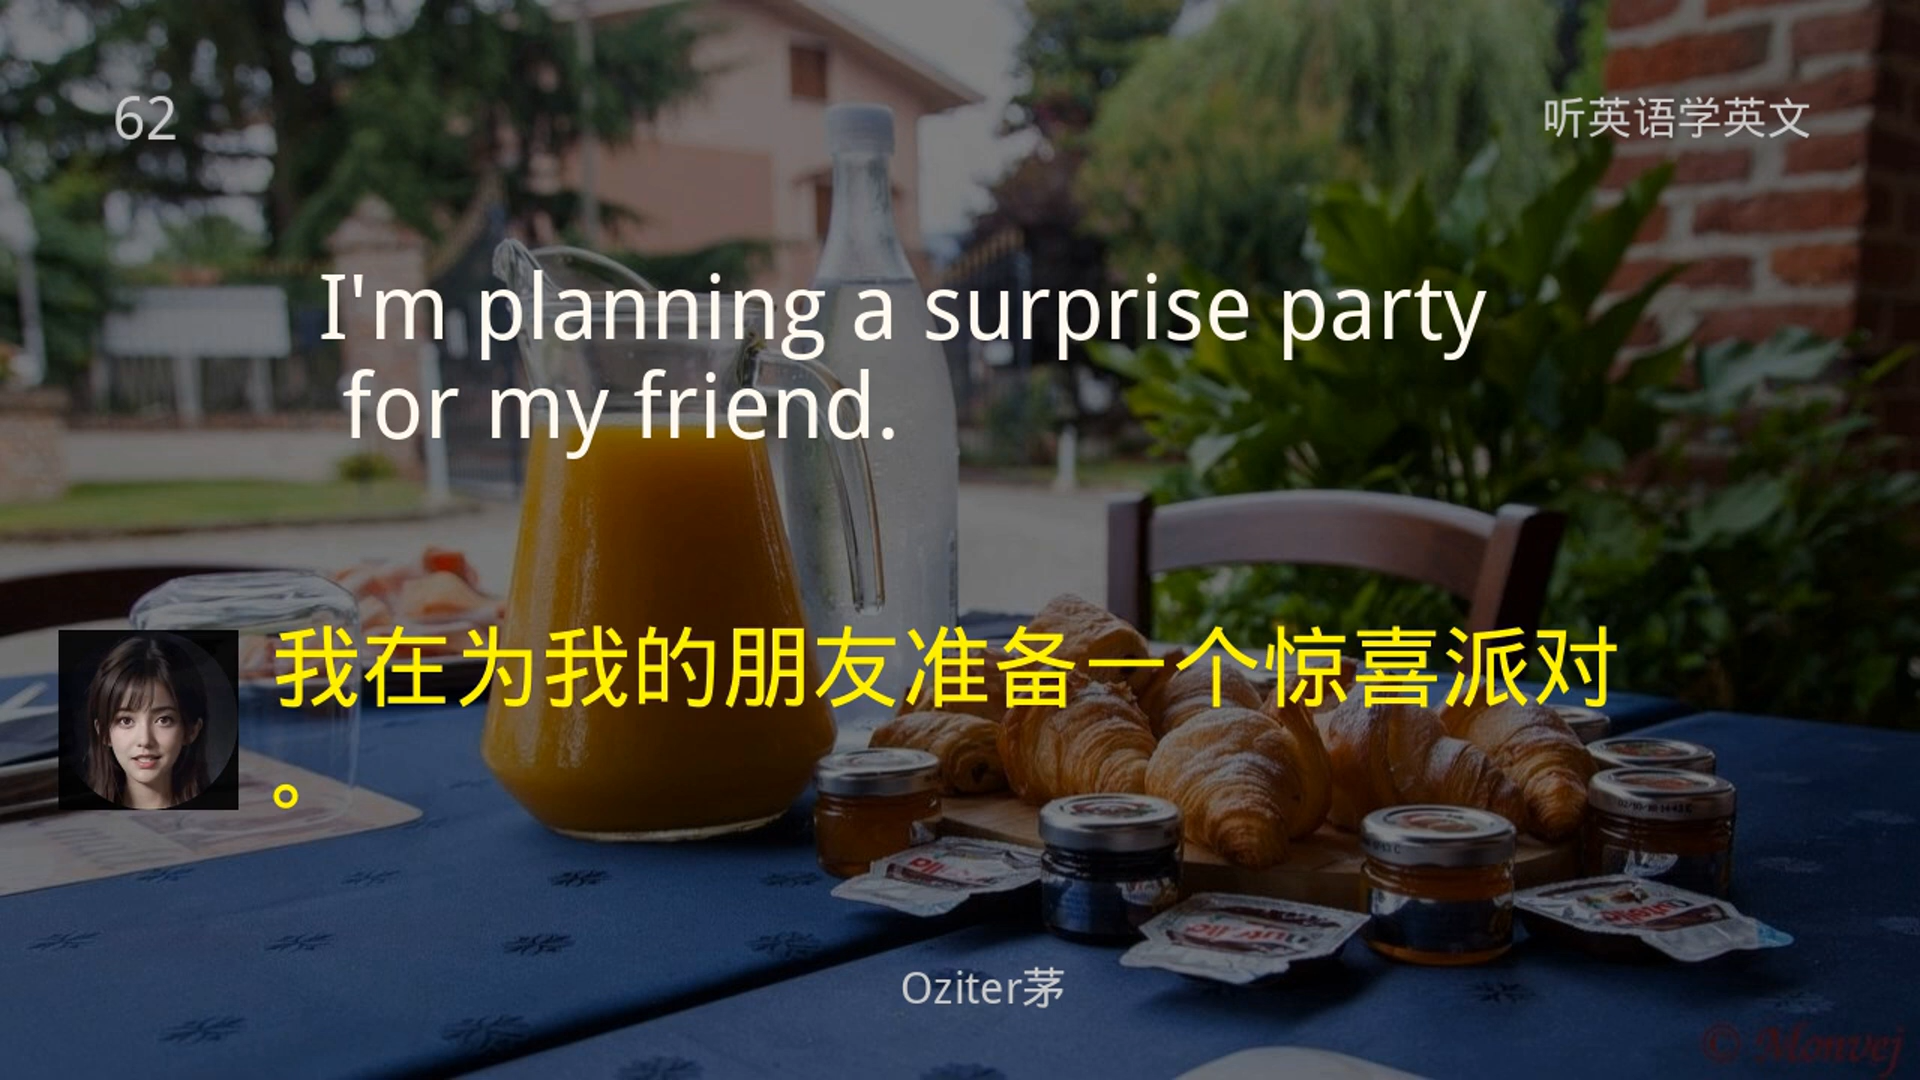 62
听英语学英文
I'm planning a surprise party
for my friend.
我在为我的朋友准备一个惊喜派对
。
Oziter茅
© Monvej